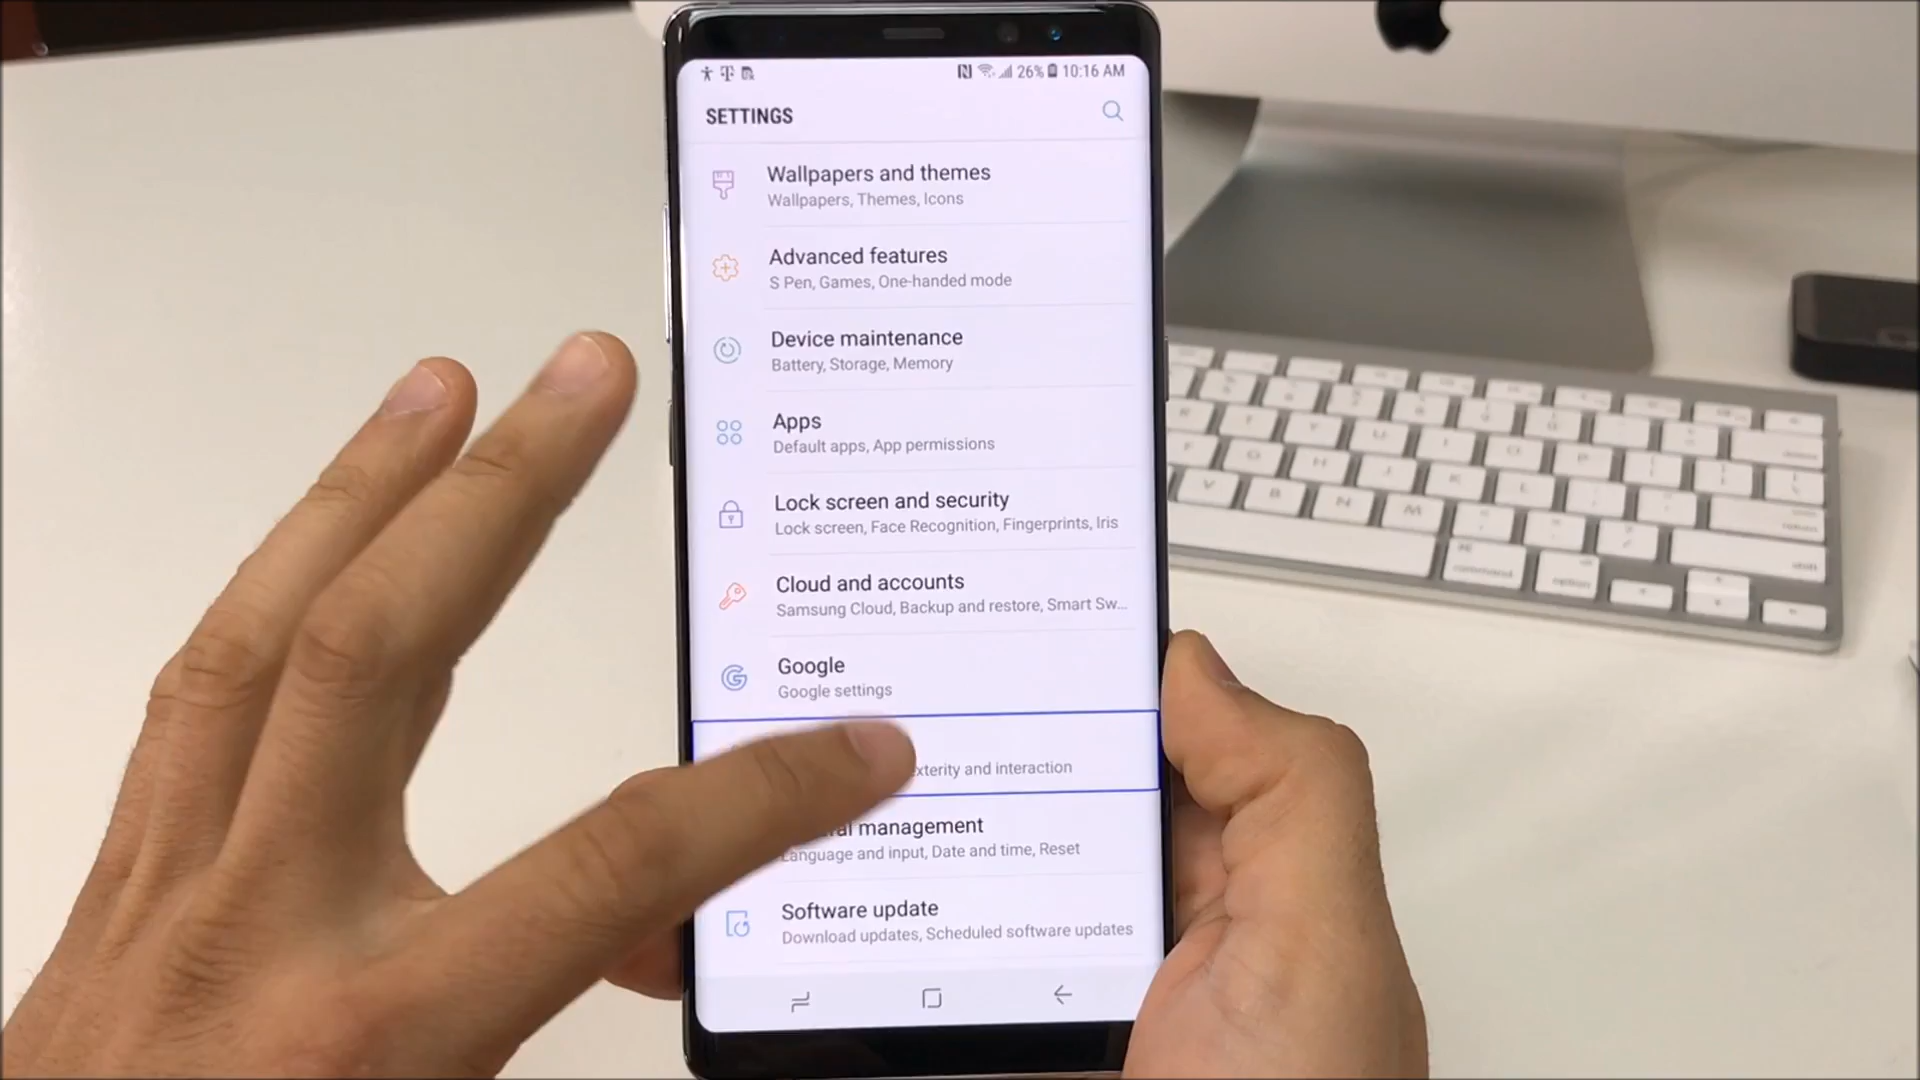 26% 10:16 AM
SETTINGS
Wallpapers and themes
Wallpapers, Themes, Icons
Advanced features
S Pen, Games, One-handed mode
Device maintenance
Battery, Storage, Memory
Apps
Default apps, App permissions
Lock screen and security
Lock screen, Face Recognition, Fingerprints, Iris
Cloud and accounts
Samsung Cloud, Backup and restore, Smart Sw...
Google
Google settings
and interaction
management
Language and input, Date and time, Reset
Software update
Download updates, Scheduled software updates
command
option